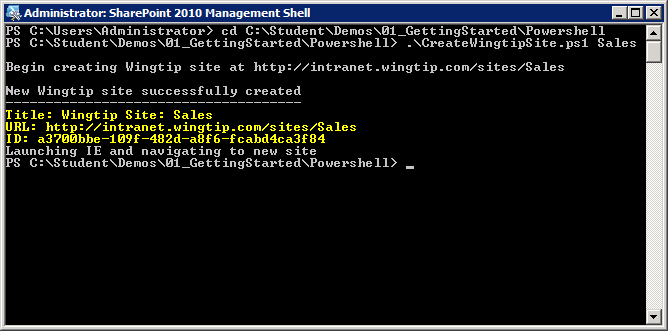 Administrator: SharePoint 2010 Management Shell
PS C:\Users\Administrator> cd C:\Student\Demos\01_GettingStarted\Powershell
PS C:\Student\Demos\01_GettingStarted\Powershell> .\CreateWingtipSite.ps1 Sales
Begin creating Wingtip site at http://intranet.wingtip.com/sites/Sales
New Wingtip site successfully created
-------------------------------------
Title: Wingtip Site: Sales
URL: http://intranet.wingtip.com/sites/Sales
ID: a3700bbe-109f-482d-a8f6-fcabd4ca3f84
Launching IE and navigating to new site
PS C:\Student\Demos\01_GettingStarted\Powershell> _